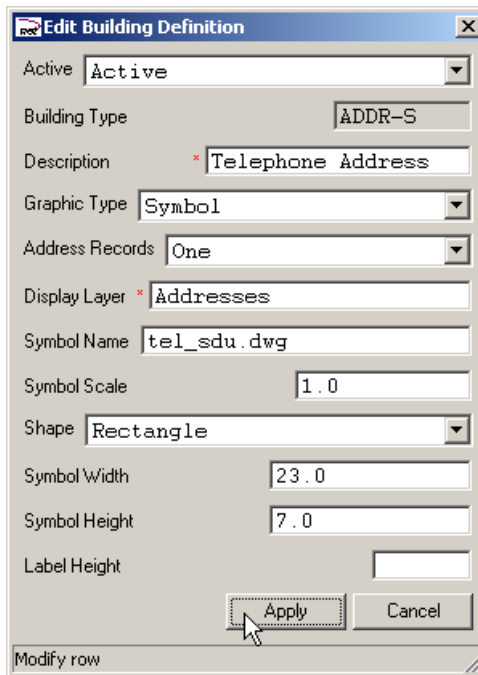 Edit Building Definition
Active Active
Building Type ADDR-S
Description * Telephone Address
Graphic Type Symbol
Address Records One
Display Layer * Addresses
Symbol Name tel_sdu.dwg
Symbol Scale 1.0
Shape Rectangle
Symbol Width 23.0
Symbol Height 7.0
Label Height
Apply Cancel
Modify row